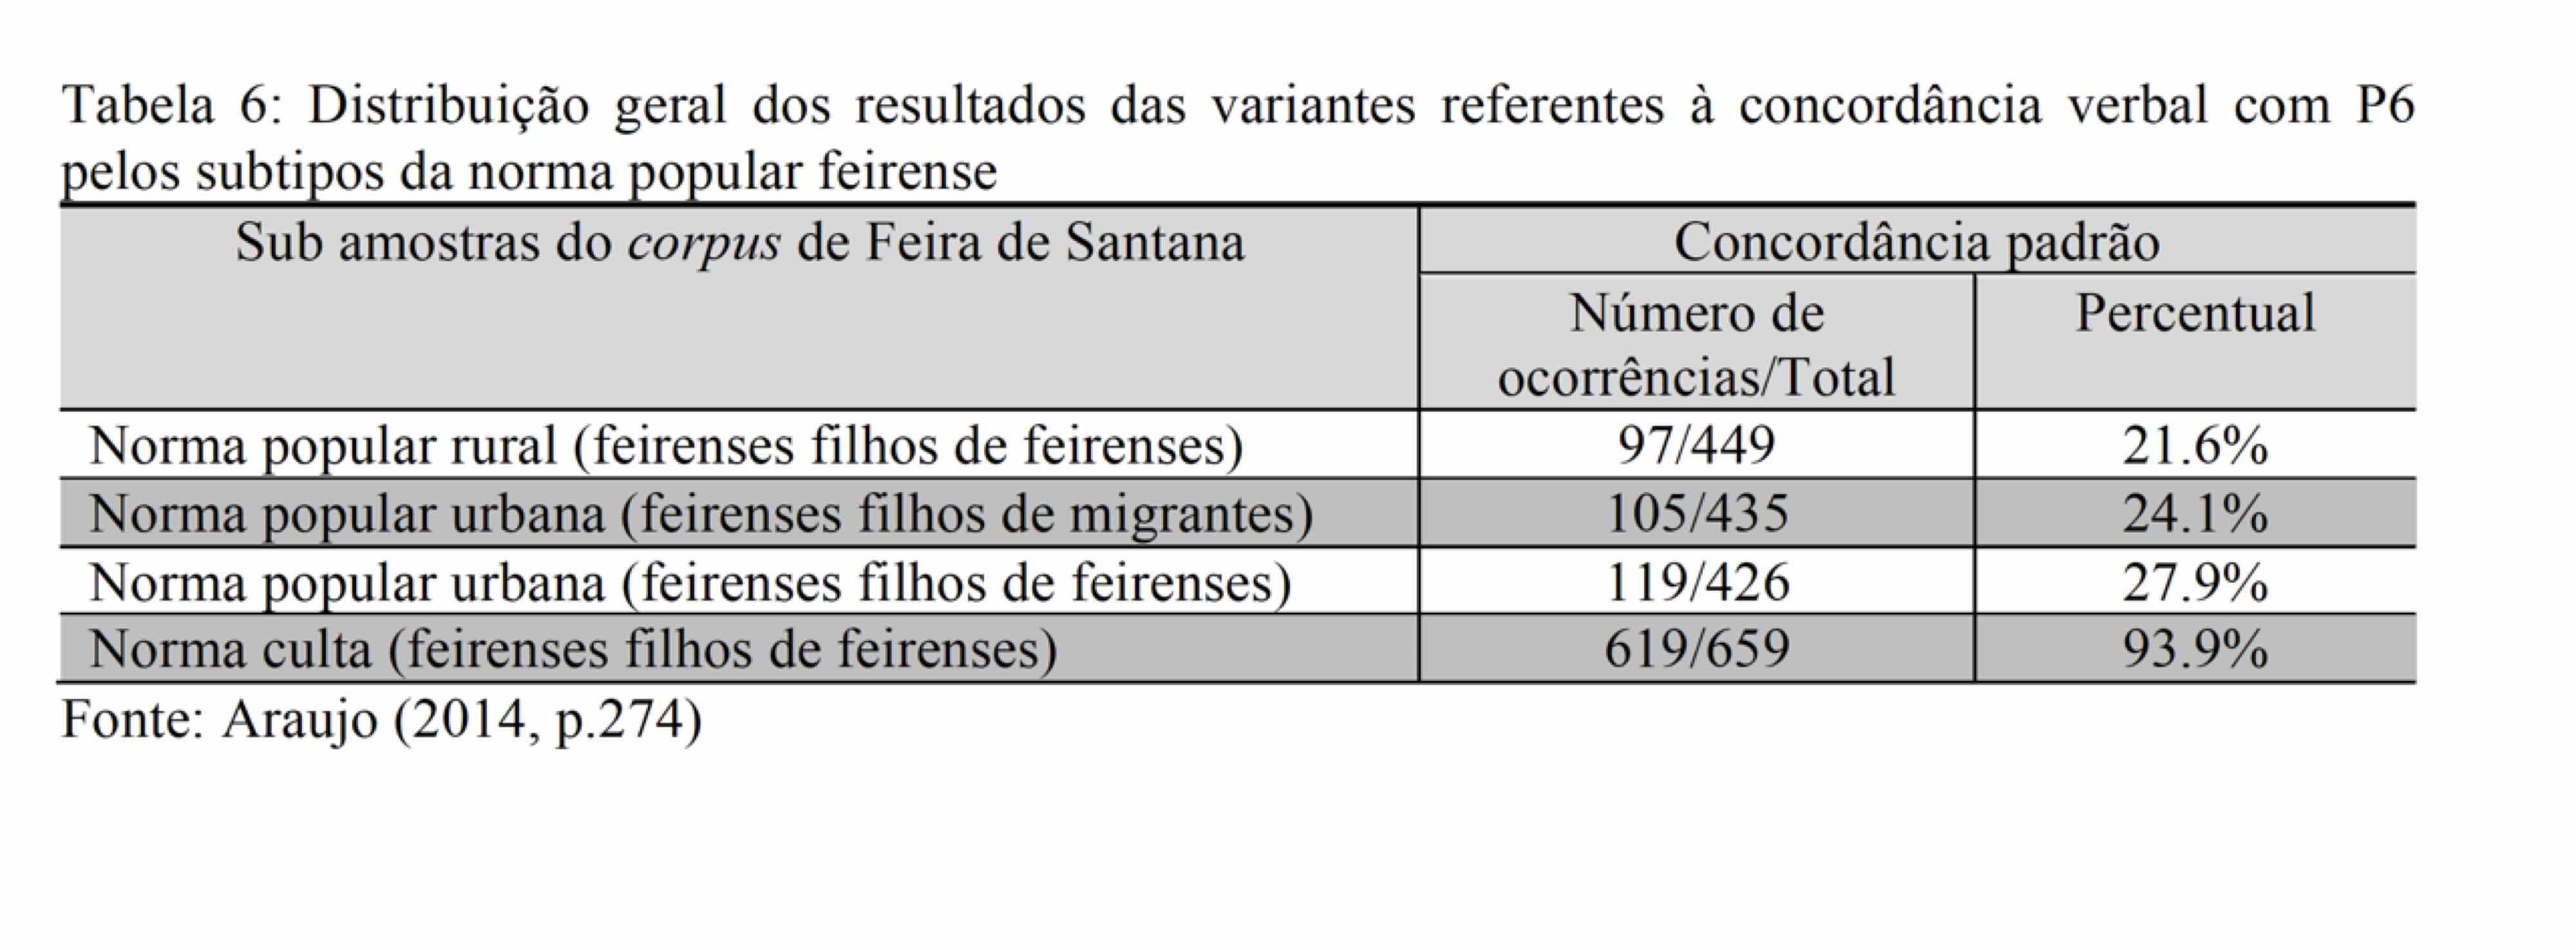 Tabela 6: Distribuição geral dos resultados das variantes referentes à concordância verbal com P6
pelos subtipos da norma popular feirense
Sub amostras do corpus de Feira de Santana
Concordância padrão
Número de
ocorrências/Total
Percentual
Norma popular rural (feirenses filhos de feirenses) 97/449 21.6%
Norma popular urbana (feirenses filhos de migrantes) 105/435 24.1%
Norma popular urbana (feirenses filhos de feirenses) 119/426 27.9%
Norma culta (feirenses filhos de feirenses) 619/659 93.9%
Fonte: Araujo (2014, p.274)